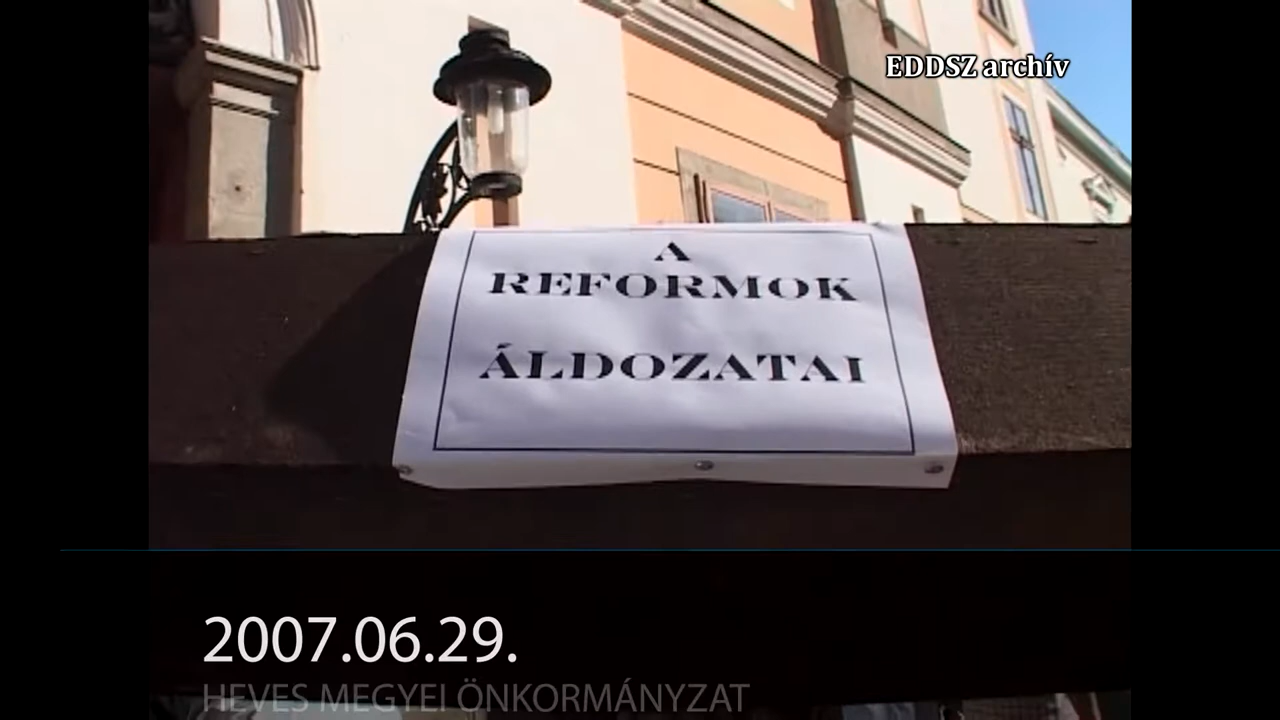 EDDSZ archív
A
REFORMOK
ÁLDOZATAI
2007.06.29.
HEVES MEGYEI ÖNKORMÁNYZAT